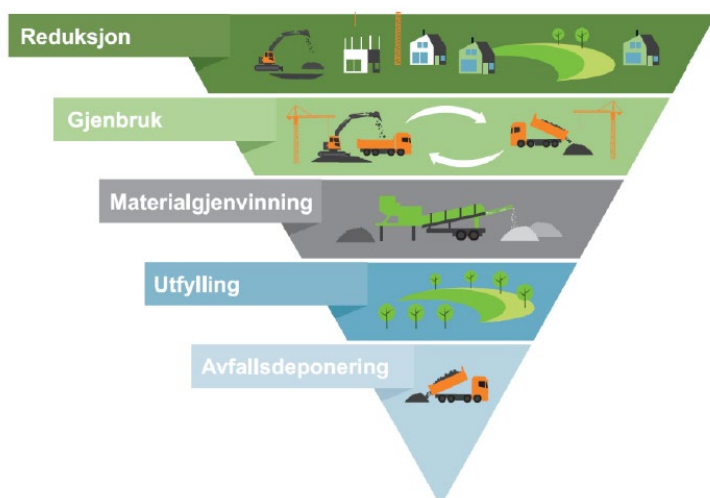 Reduksjon
Gjenbruk
Materialgjenvinning
Utfylling
Avfallsdeponering